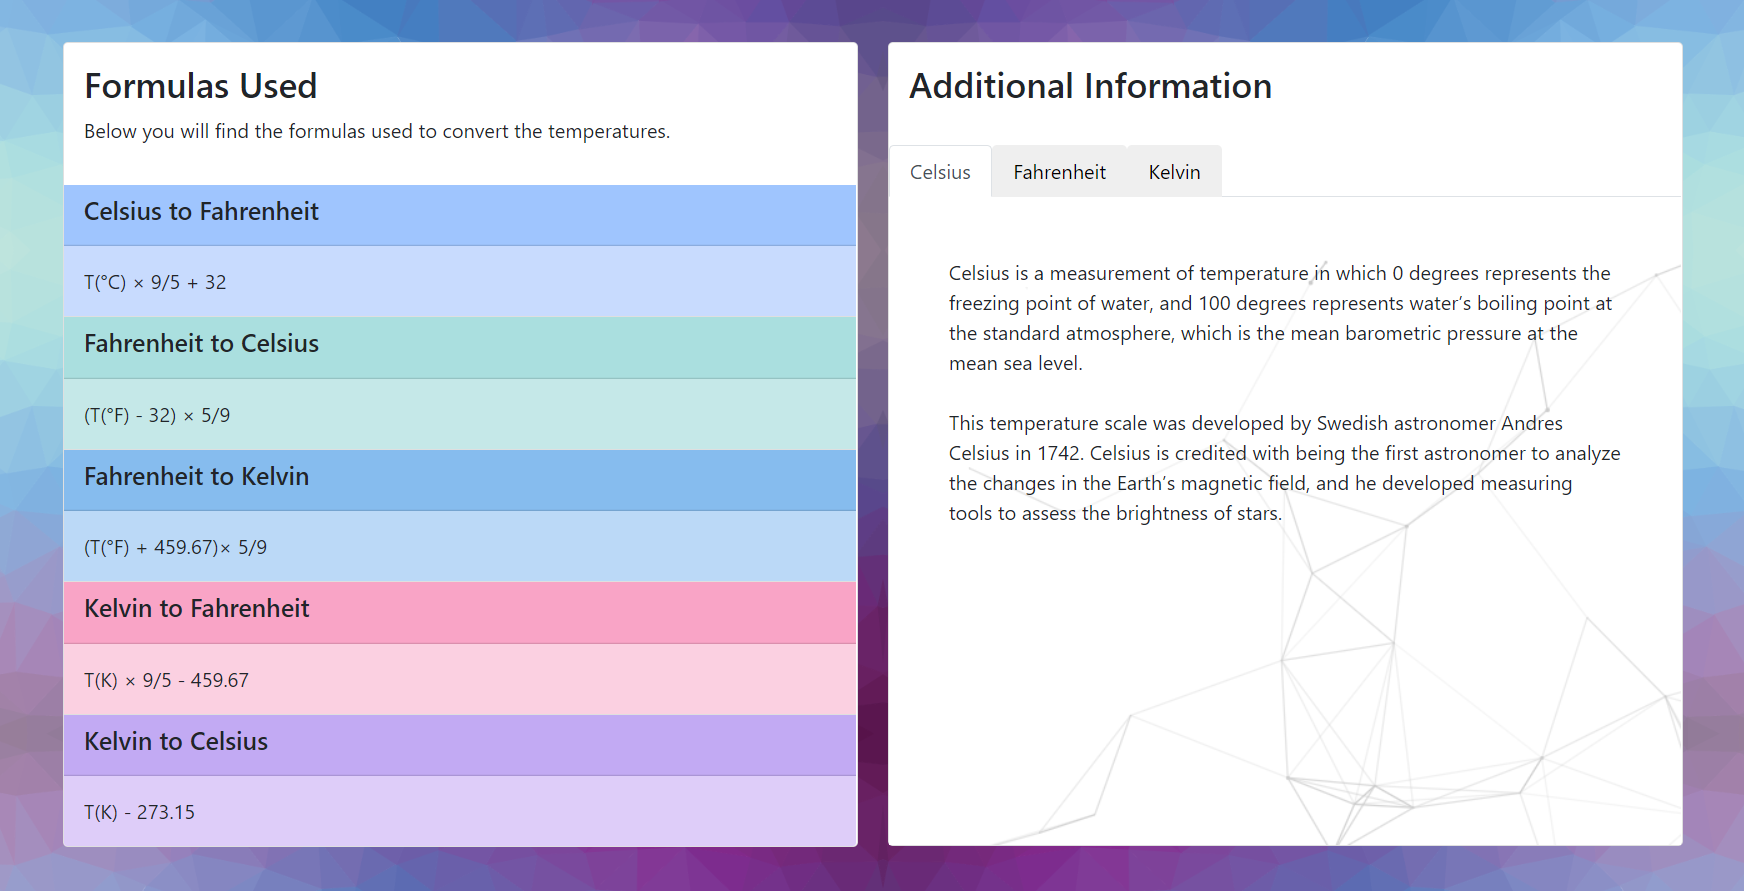 Formulas Used
Below you will find the formulas used to convert the temperatures.
Celsius to Fahrenheit
T(°C) × 9/5 + 32
Fahrenheit to Celsius
(T(°F) - 32) × 5/9
Fahrenheit to Kelvin
(T(°F) + 459.67)× 5/9
Kelvin to Fahrenheit
T(K) × 9/5 - 459.67
Kelvin to Celsius
T(K) - 273.15
Additional Information
Celsius Fahrenheit Kelvin
Celsius is a measurement of temperature in which 0 degrees represents the
freezing point of water, and 100 degrees represents water’s boiling point at
the standard atmosphere, which is the mean barometric pressure at the
mean sea level.
This temperature scale was developed by Swedish astronomer Andres
Celsius in 1742. Celsius is credited with being the first astronomer to analyze
the changes in the Earth’s magnetic field, and he developed measuring
tools to assess the brightness of stars.